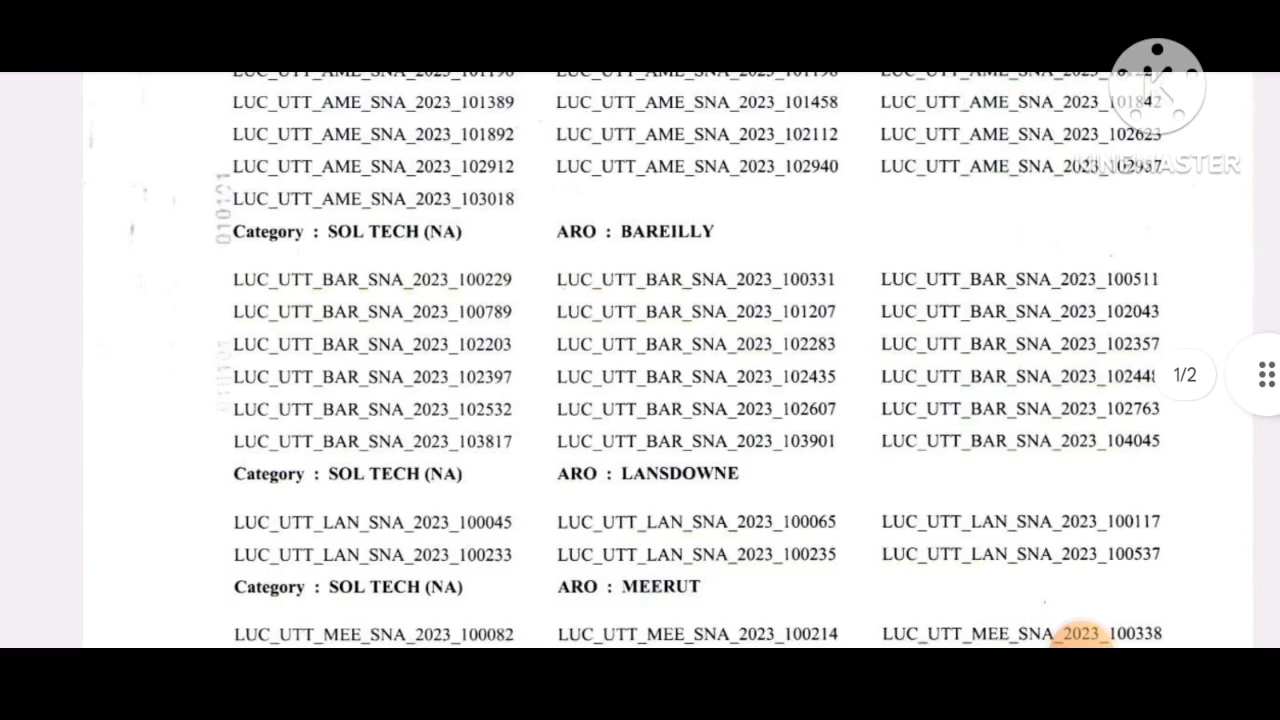 LUC_UTT_AME_SNA_2023_101389 LUC_UTT_AME_SNA_2023_101458 LUC_UTT_AME_SNA_2023_101842
LUC_UTT_AME_SNA_2023_101892 LUC_UTT_AME_SNA_2023_102112 LUC_UTT_AME_SNA_2023_102623
KINEMASTER
LUC_UTT_AME_SNA_2023_102912 LUC_UTT_AME_SNA_2023_102940
LUC_UTT_AME_SNA_2023_103018
Category : SOL TECH (NA) ARO : BAREILLY
LUC_UTT_BAR_SNA_2023_100229 LUC_UTT_BAR_SNA_2023_100331 LUC_UTT_BAR_SNA_2023_100511
LUC_UTT_BAR_SNA_2023_100789 LUC_UTT_BAR_SNA_2023_101207 LUC_UTT_BAR_SNA_2023_102043
LUC_UTT_BAR_SNA_2023_102203 LUC_UTT_BAR_SNA_2023_102283 LUC_UTT_BAR_SNA_2023_102357
LUC_UTT_BAR_SNA_2023_102397 LUC_UTT_BAR_SNA_2023_102435
1/2
LUC_UTT_BAR_SNA_2023_102532 LUC_UTT_BAR_SNA_2023_102607 LUC_UTT_BAR_SNA_2023_102763
LUC_UTT_BAR_SNA_2023_103817 LUC_UTT_BAR_SNA_2023_103901 LUC_UTT_BAR_SNA_2023_104045
Category : SOL TECH (NA) ARO : LANSDOWNE
LUC_UTT_LAN_SNA_2023_100045 LUC_UTT_LAN_SNA_2023_100065 LUC_UTT_LAN_SNA_2023_100117
LUC_UTT_LAN_SNA_2023_100233 LUC_UTT_LAN_SNA_2023_100235 LUC_UTT_LAN_SNA_2023_100537
Category : SOL TECH (NA) ARO : MEERUT
LUC_UTT_MEE_SNA_2023_100082 LUC_UTT_MEE_SNA_2023_100214 LUC_UTT_MEE_SNA_2023_100338